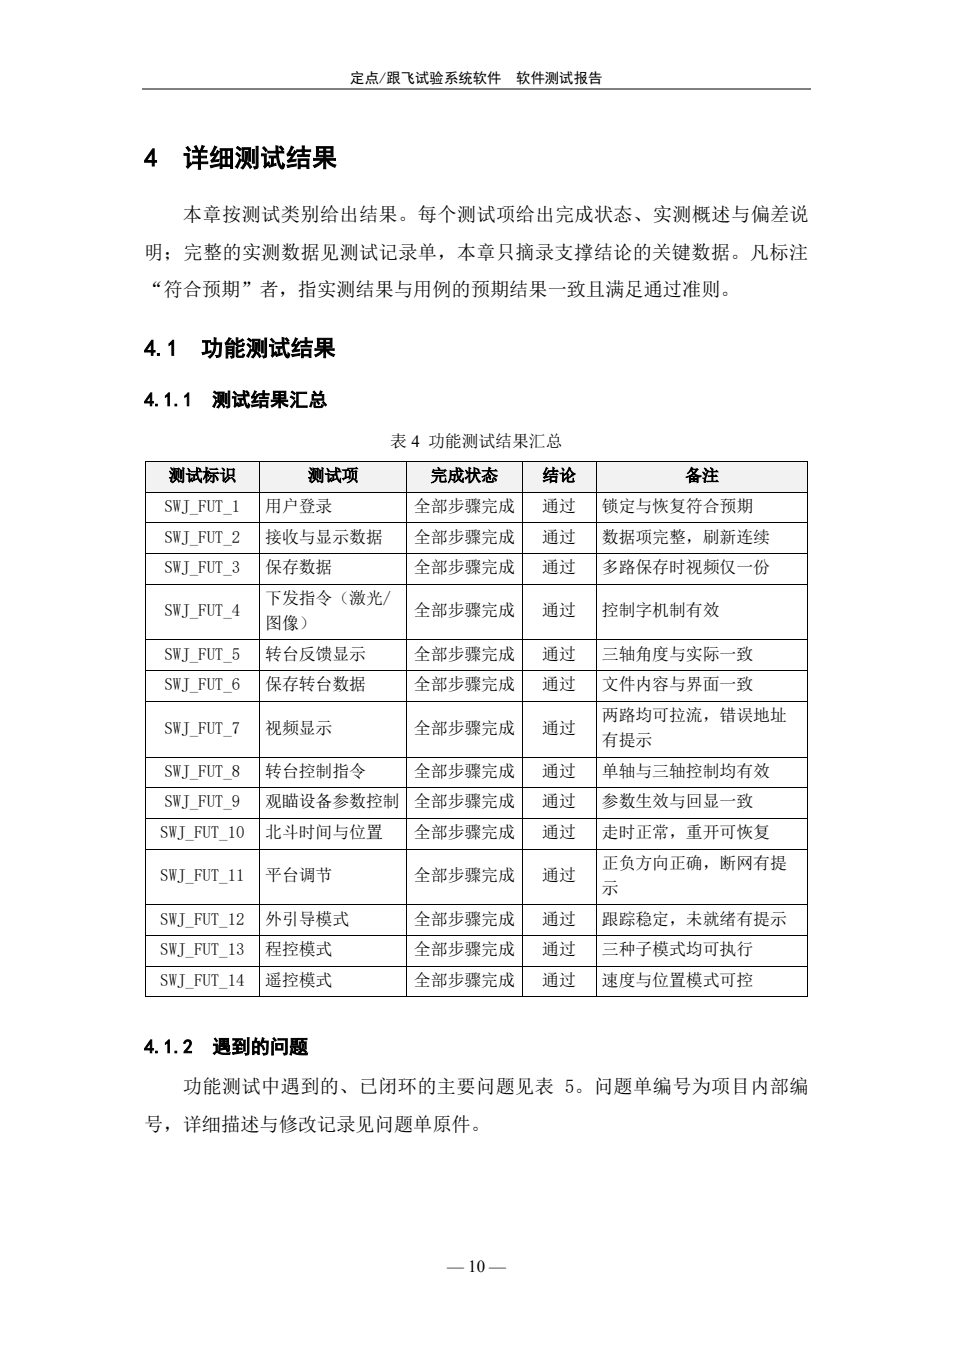 定点/跟飞试验系统软件　软件测试报告
4　详细测试结果
本章按测试类别给出结果。每个测试项给出完成状态、实测概述与偏差说
明；完整的实测数据见测试记录单，本章只摘录支撑结论的关键数据。凡标注
“符合预期”者，指实测结果与用例的预期结果一致且满足通过准则。
4.1　功能测试结果
4.1.1　测试结果汇总
表 4 功能测试结果汇总
测试标识 测试项 完成状态 结论 备注
SWJ_FUT_1 用户登录 全部步骤完成 通过 锁定与恢复符合预期
SWJ_FUT_2 接收与显示数据 全部步骤完成 通过 数据项完整，刷新连续
SWJ_FUT_3 保存数据 全部步骤完成 通过 多路保存时视频仅一份
SWJ_FUT_4 下发指令（激光/
图像） 全部步骤完成 通过 控制字机制有效
SWJ_FUT_5 转台反馈显示 全部步骤完成 通过 三轴角度与实际一致
SWJ_FUT_6 保存转台数据 全部步骤完成 通过 文件内容与界面一致
SWJ_FUT_7 视频显示 全部步骤完成 通过 两路均可拉流，错误地址
有提示
SWJ_FUT_8 转台控制指令 全部步骤完成 通过 单轴与三轴控制均有效
SWJ_FUT_9 观瞄设备参数控制 全部步骤完成 通过 参数生效与回显一致
SWJ_FUT_10 北斗时间与位置 全部步骤完成 通过 走时正常，重开可恢复
SWJ_FUT_11 平台调节 全部步骤完成 通过 正负方向正确，断网有提
示
SWJ_FUT_12 外引导模式 全部步骤完成 通过 跟踪稳定，未就绪有提示
SWJ_FUT_13 程控模式 全部步骤完成 通过 三种子模式均可执行
SWJ_FUT_14 遥控模式 全部步骤完成 通过 速度与位置模式可控
4.1.2　遇到的问题
功能测试中遇到的、已闭环的主要问题见表 5。问题单编号为项目内部编
号，详细描述与修改记录见问题单原件。
— 10 —